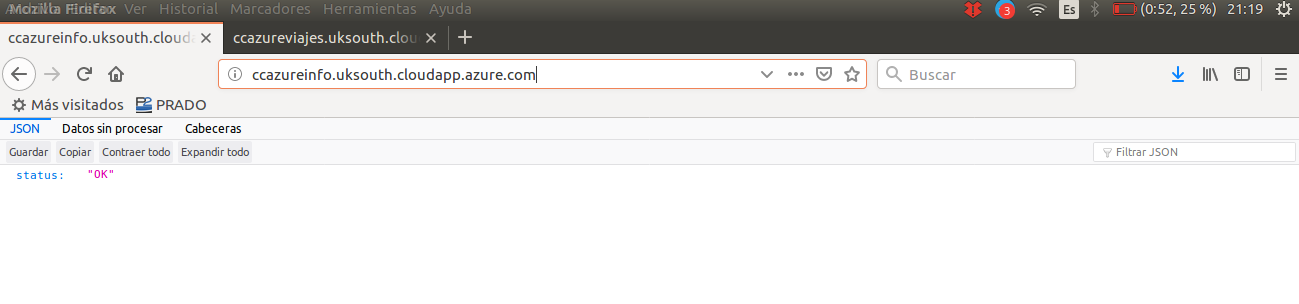 Mozilla Firefox Ver Historial Marcadores Herramientas Ayuda 3 Es (0:52, 25 %) 21:19
ccazureinfo.uksouth.clouda ccazureviajes.uksouth.clou
ccazureinfo.uksouth.cloudapp.azure.com Buscar
Más visitados PRADO
JSON Datos sin procesar Cabeceras
Guardar Copiar Contraer todo Expandir todo Filtrar JSON
status: "OK"